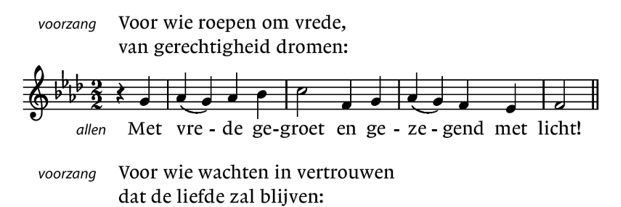 voorzang Voor wie roepen om vrede,
van gerechtigheid dromen:
allen Met vre - de ge-groet en ge - ze - gend met licht!
voorzang Voor wie wachten in vertrouwen
dat de liefde zal blijven: